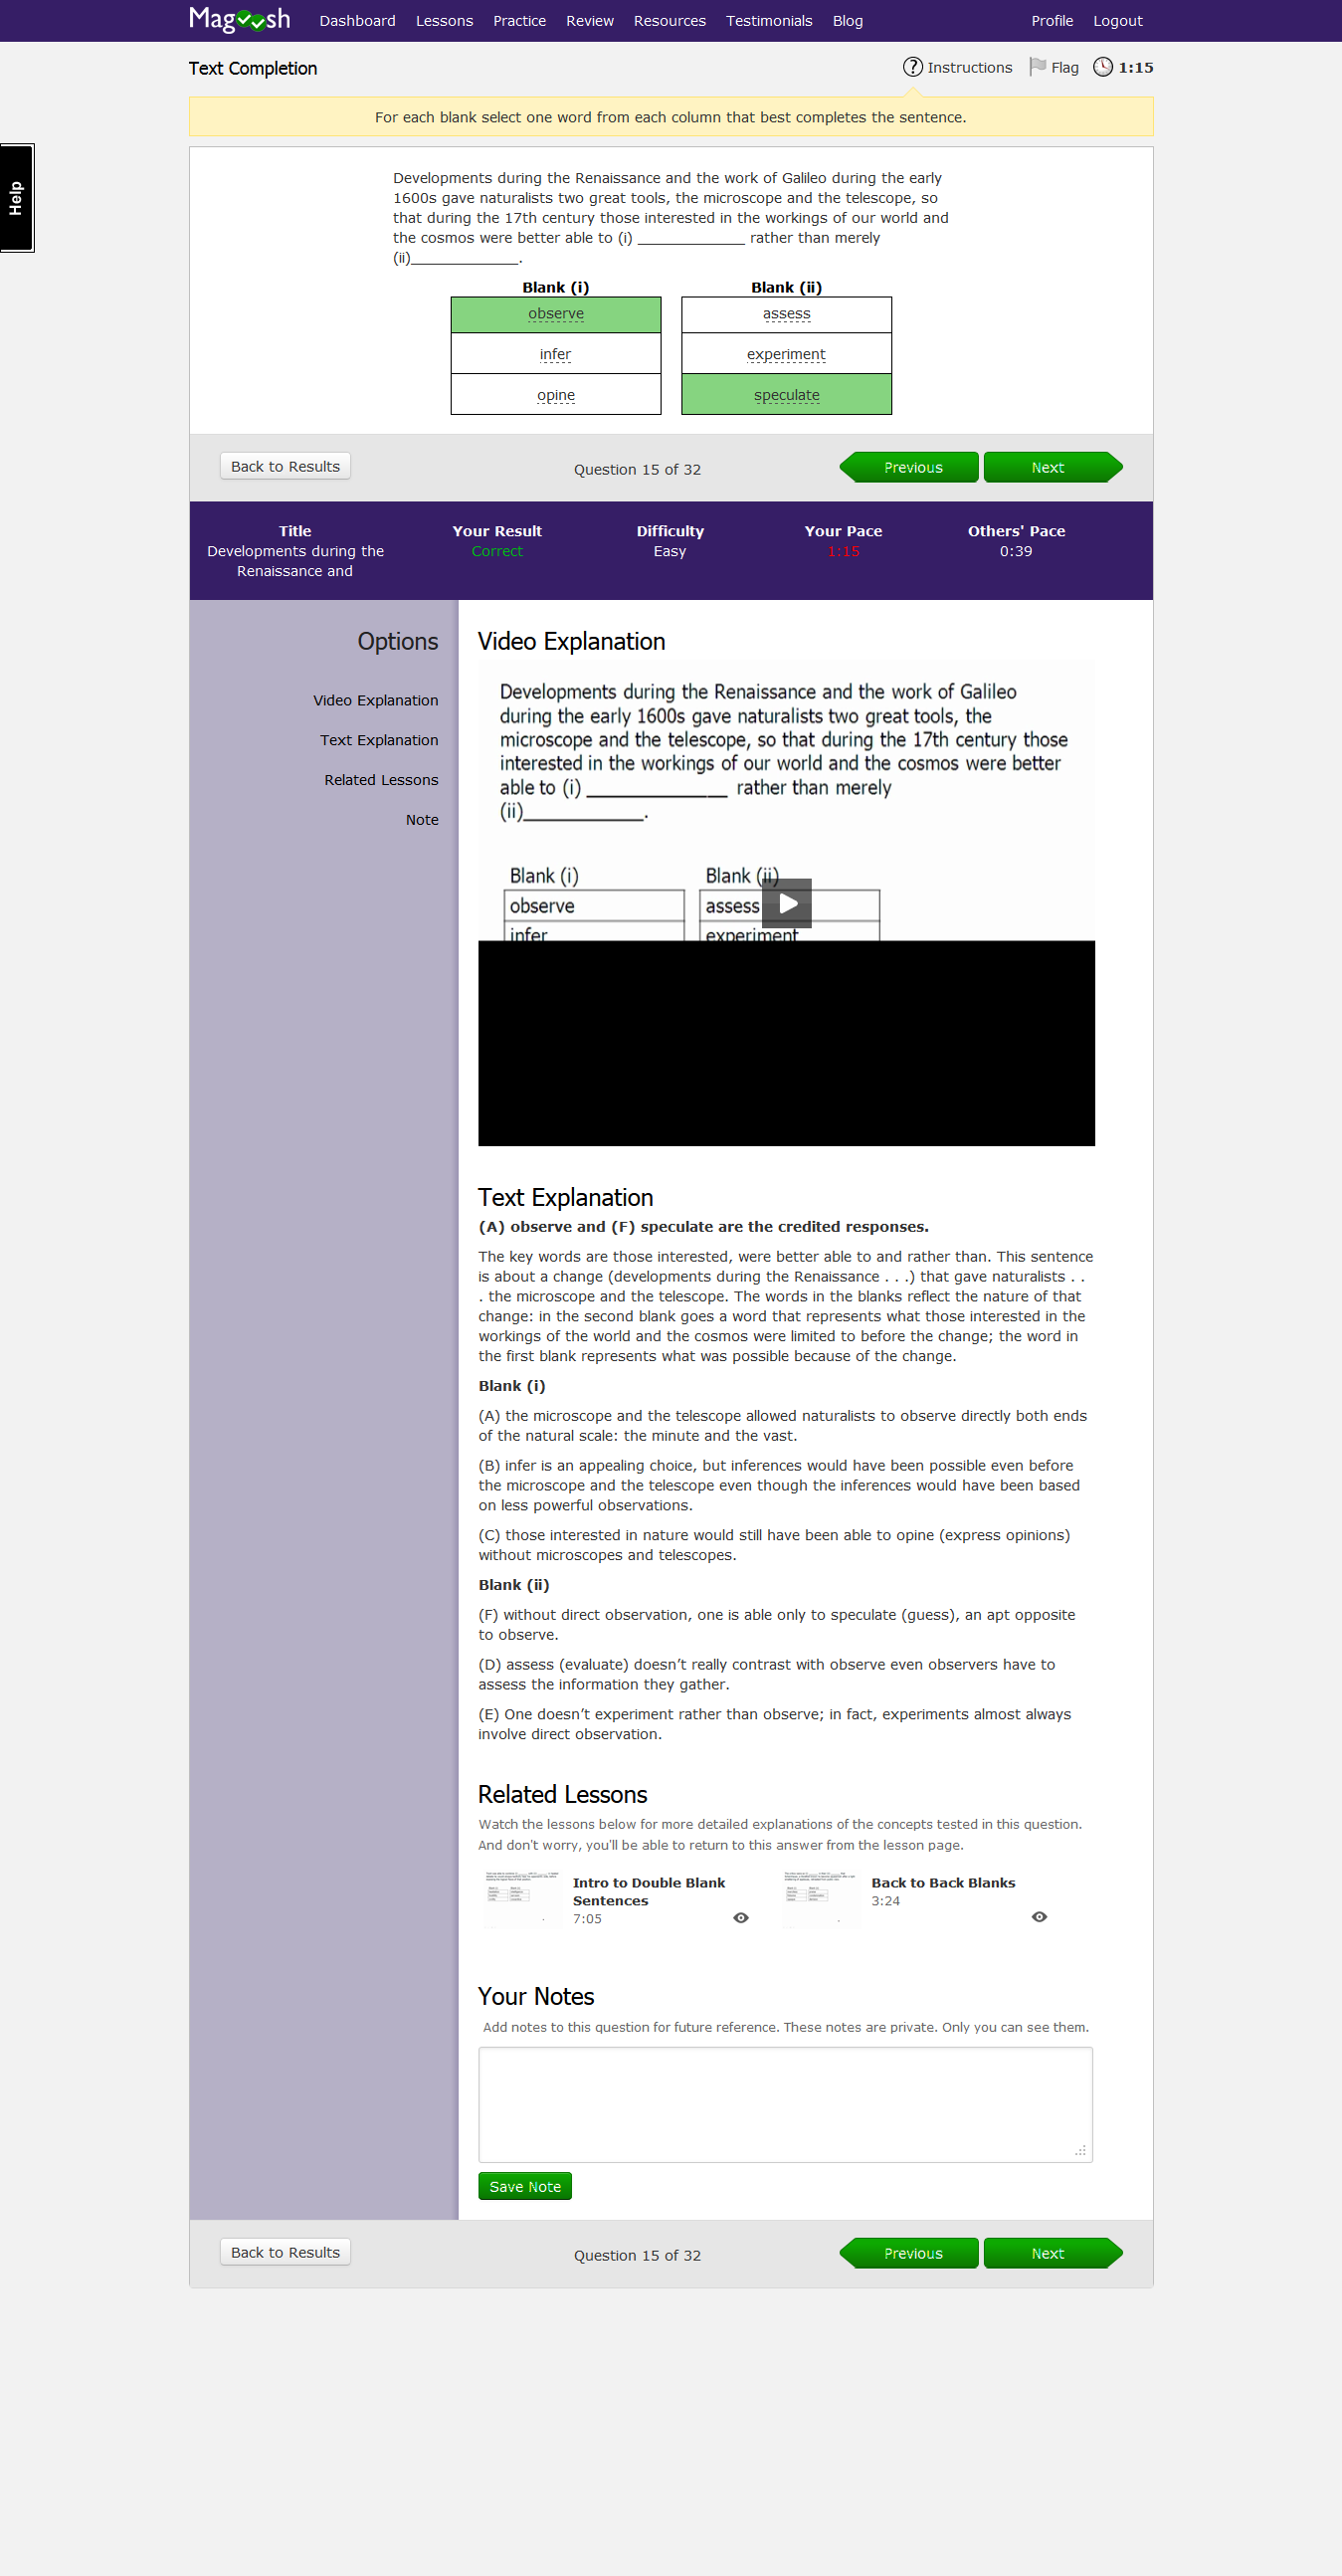 Magoosh Dashboard Lessons Practice Review Resources Testimonials Blog Profile Logout
Text Completion
Instructions Flag 1:15
For each blank select one word from each column that best completes the sentence.
Help
Developments during the Renaissance and the work of Galileo during the early
1600s gave naturalists two great tools, the microscope and the telescope, so
that during the 17th century those interested in the workings of our world and
the cosmos were better able to (i) ______________ rather than merely
(ii)______________.
Blank (i) Blank (ii)
observe assess
infer experiment
opine speculate
Back to Results Question 15 of 32 Previous Next
Title Your Result Difficulty Your Pace Others' Pace
Developments during the Correct Easy 1:15 0:39
Renaissance and
Options
Video Explanation
Text Explanation
Related Lessons
Note
Video Explanation
Developments during the Renaissance and the work of Galileo
during the early 1600s gave naturalists two great tools, the
microscope and the telescope, so that during the 17th century those
interested in the workings of our world and the cosmos were better
able to (i) ______________ rather than merely
(ii)____________.
Blank (i) Blank (ii)
observe assess
infer experiment
Text Explanation
(A) observe and (F) speculate are the credited responses.
The key words are those interested, were better able to and rather than. This sentence
is about a change (developments during the Renaissance . . .) that gave naturalists . .
. the microscope and the telescope. The words in the blanks reflect the nature of that
change: in the second blank goes a word that represents what those interested in the
workings of the world and the cosmos were limited to before the change; the word in
the first blank represents what was possible because of the change.
Blank (i)
(A) the microscope and the telescope allowed naturalists to observe directly both ends
of the natural scale: the minute and the vast.
(B) infer is an appealing choice, but inferences would have been possible even before
the microscope and the telescope even though the inferences would have been based
on less powerful observations.
(C) those interested in nature would still have been able to opine (express opinions)
without microscopes and telescopes.
Blank (ii)
(F) without direct observation, one is able only to speculate (guess), an apt opposite
to observe.
(D) assess (evaluate) doesn’t really contrast with observe even observers have to
assess the information they gather.
(E) One doesn’t experiment rather than observe; in fact, experiments almost always
involve direct observation.
Related Lessons
Watch the lessons below for more detailed explanations of the concepts tested in this question.
And don't worry, you'll be able to return to this answer from the lesson page.
Intro to Double Blank
Sentences
7:05
Back to Back Blanks
3:24
Your Notes
Add notes to this question for future reference. These notes are private. Only you can see them.
Save Note
Back to Results Question 15 of 32 Previous Next